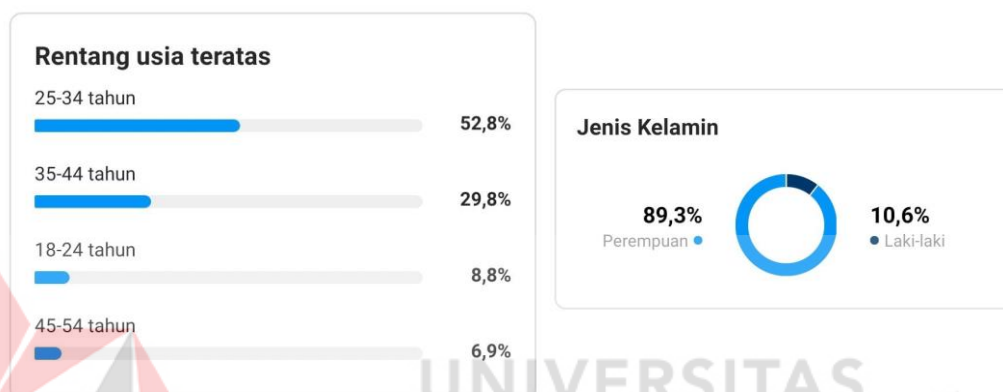 Rentang usia teratas
25-34 tahun
52,8%
35-44 tahun
29,8%
18-24 tahun
8,8%
45-54 tahun
6,9%
Jenis Kelamin
89,3%
Perempuan
10,6%
Laki-laki
UNIVERSITAS